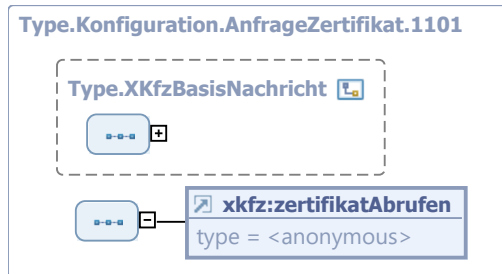 Type.Konfiguration.AnfrageZertifikat.1101
Type.XKfzBasisNachricht
xkfz:zertifikatAbrufen
type = <anonymous>